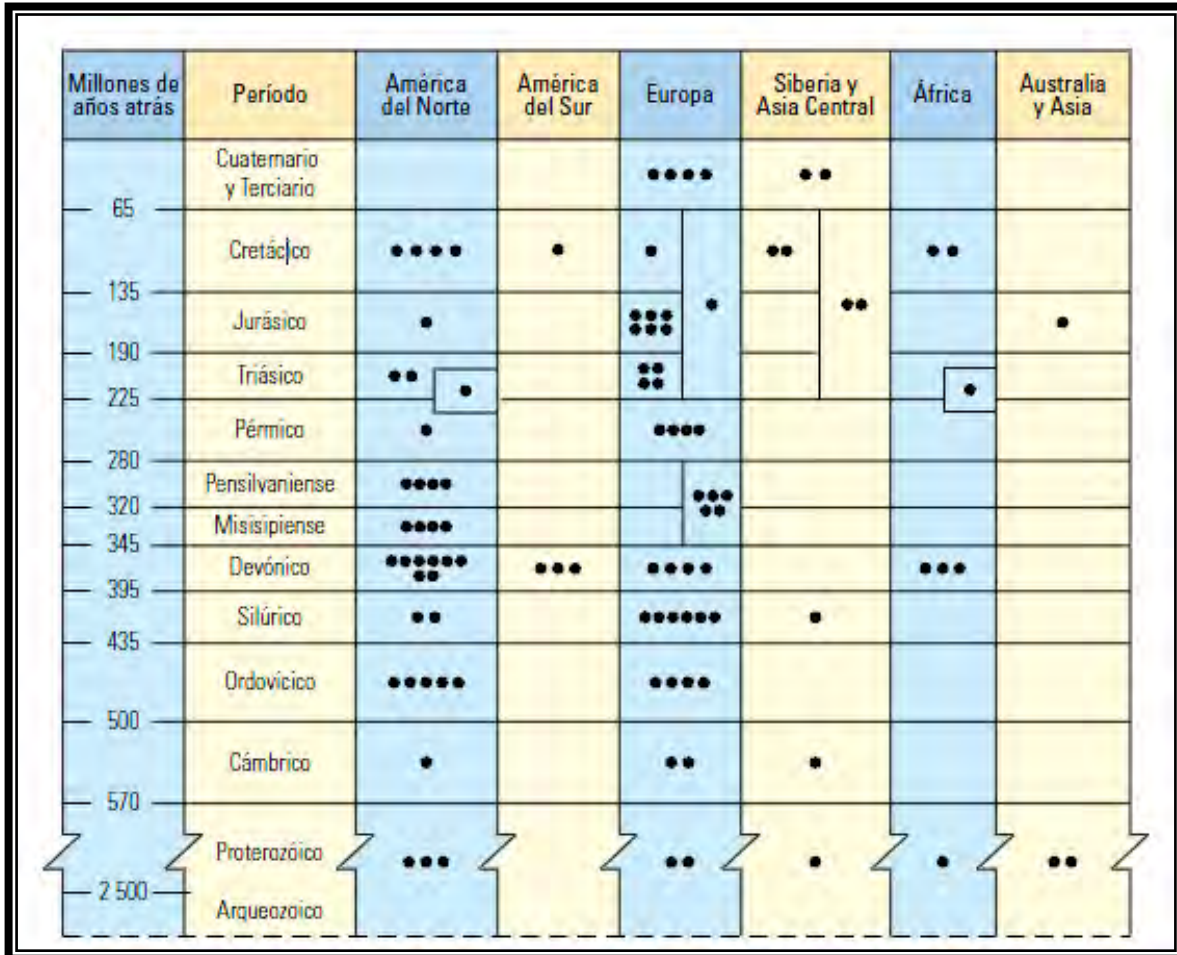 Millones de
años atrás
Período
América
del Norte
América
del Sur
Europa
Siberia y
Asia Central
África
Australia
y Asia
Cuaternario
y Terciario
65
Cretácico
135
Jurásico
190
Triásico
225
Pérmico
280
Pensilvaniense
320
Misisipiense
345
Devónico
395
Silúrico
435
Ordovícico
500
Cámbrico
570
Proterozóico
2 500
Arqueozoico